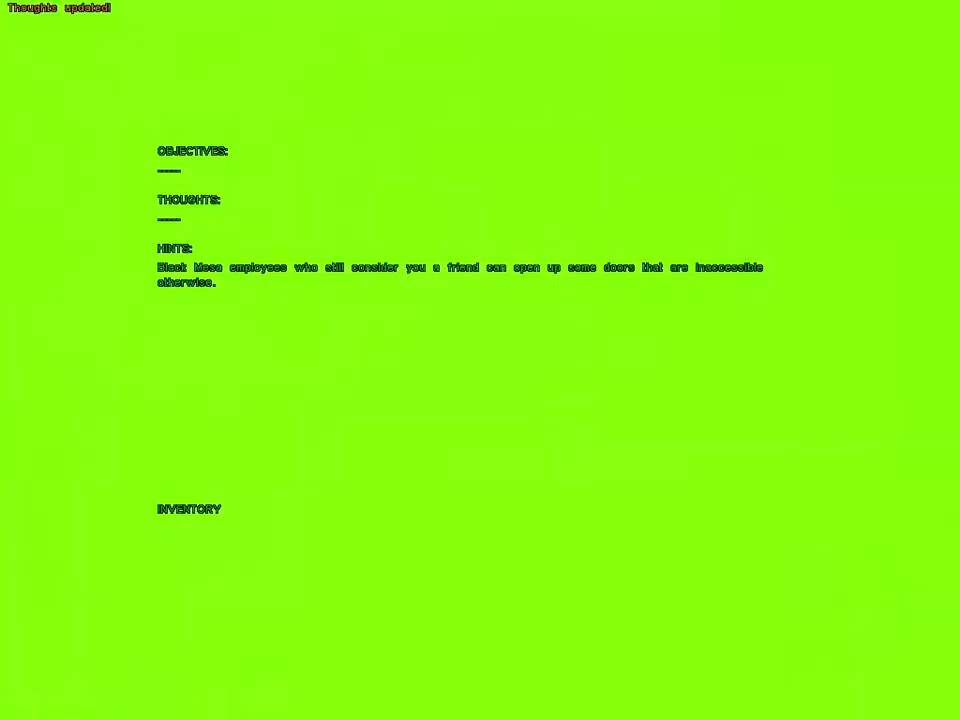 Thoughts updated!
OBJECTIVES:
-----
THOUGHTS:
-----
HINTS:
Black Mesa employees who still consider you a friend can open up some doors that are inaccessible
otherwise.
INVENTORY